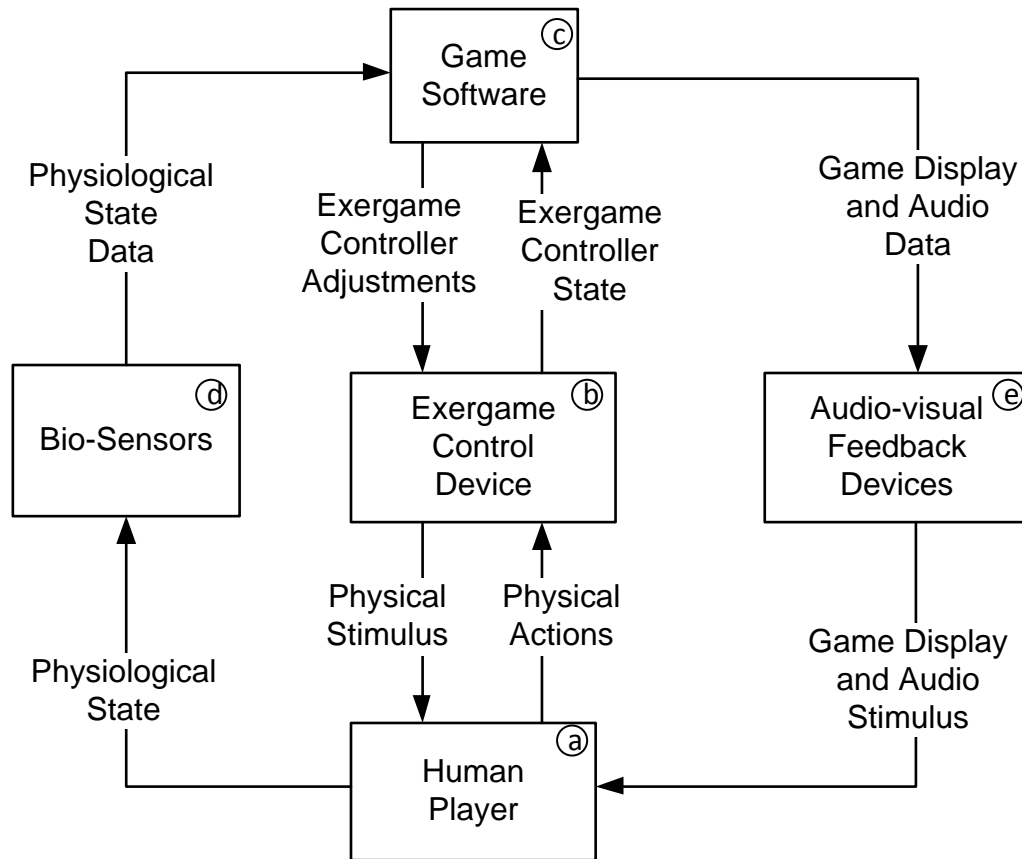 Game
Software
c
Physiological
State
Data
Exergame
Controller
Adjustments
Exergame
Controller
State
Game Display
and Audio
Data
Bio-Sensors
d
Exergame
Control
Device
b
Audio-visual
Feedback
Devices
e
Physiological
State
Physical
Stimulus
Physical
Actions
Game Display
and Audio
Stimulus
Human
Player
a